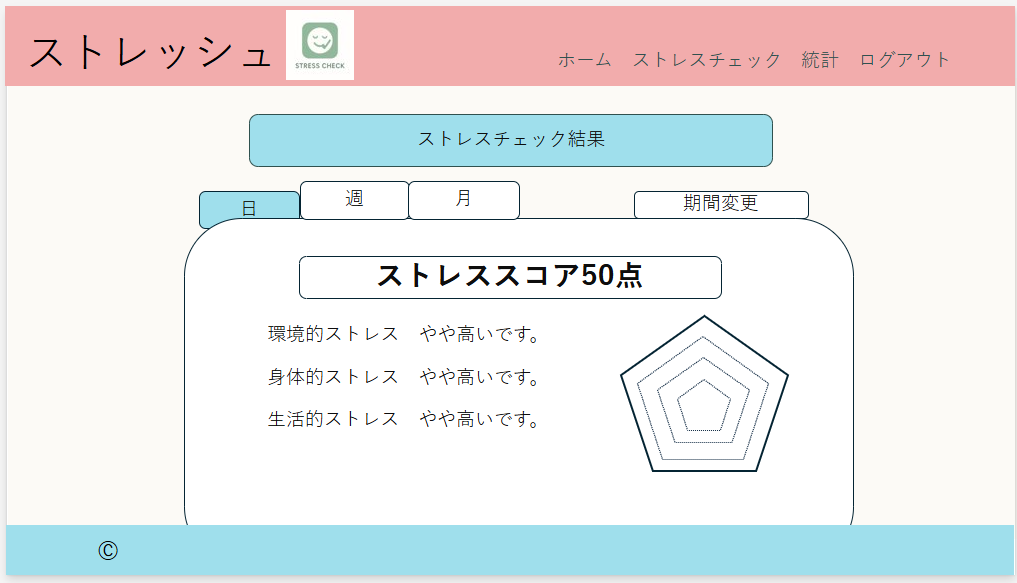 ストレッシュ
STRESS CHECK
ホーム ストレスチェック 統計 ログアウト
ストレスチェック結果
日 週 月 期間変更
ストレススコア50点
環境的ストレス　やや高いです。
身体的ストレス　やや高いです。
生活的ストレス　やや高いです。
Ⓒ